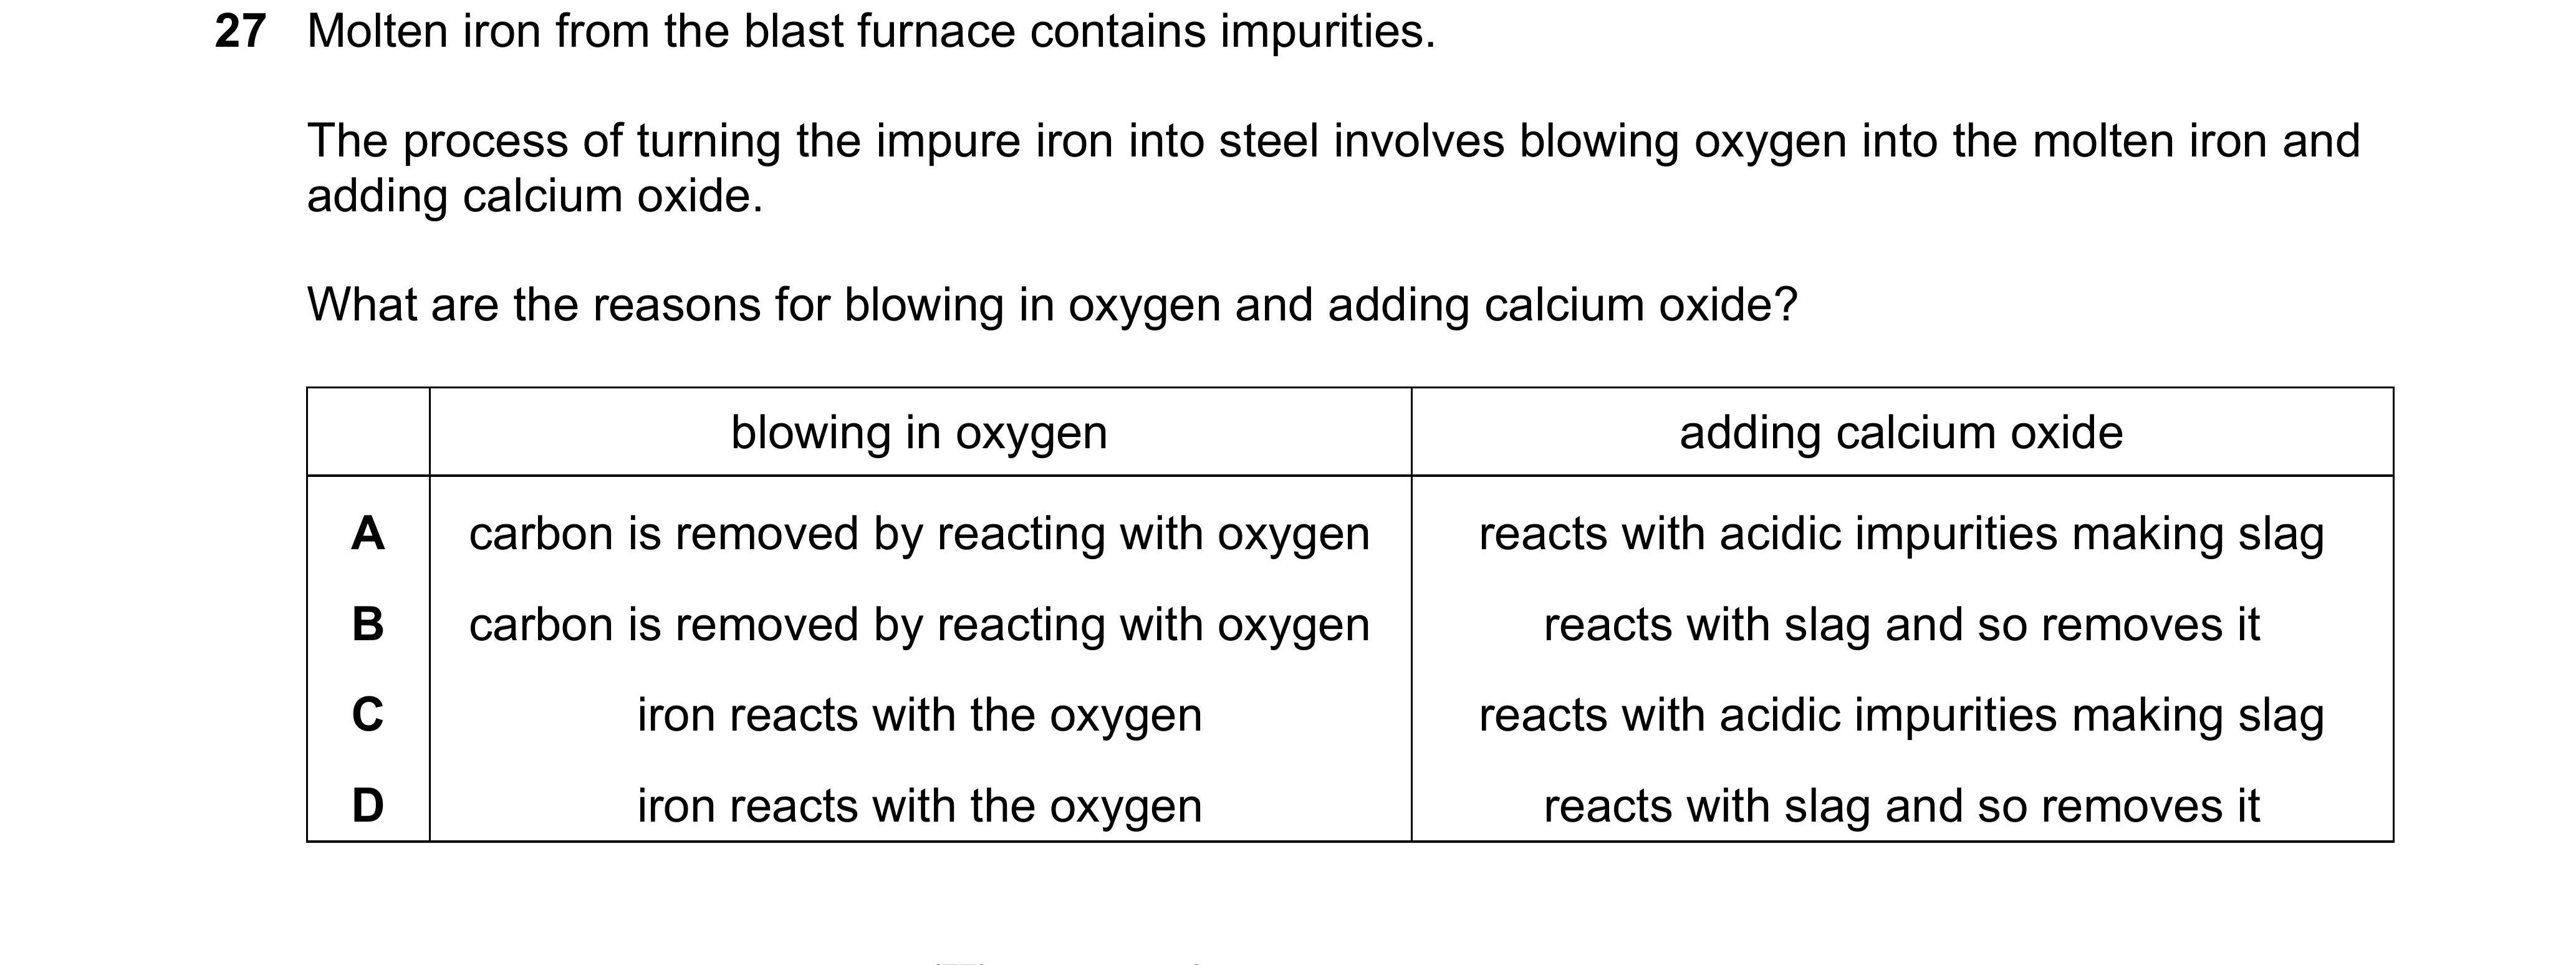 27 Molten iron from the blast furnace contains impurities.
The process of turning the impure iron into steel involves blowing oxygen into the molten iron and
adding calcium oxide.
What are the reasons for blowing in oxygen and adding calcium oxide?
blowing in oxygen adding calcium oxide
A carbon is removed by reacting with oxygen reacts with acidic impurities making slag
B carbon is removed by reacting with oxygen reacts with slag and so removes it
C iron reacts with the oxygen reacts with acidic impurities making slag
D iron reacts with the oxygen reacts with slag and so removes it